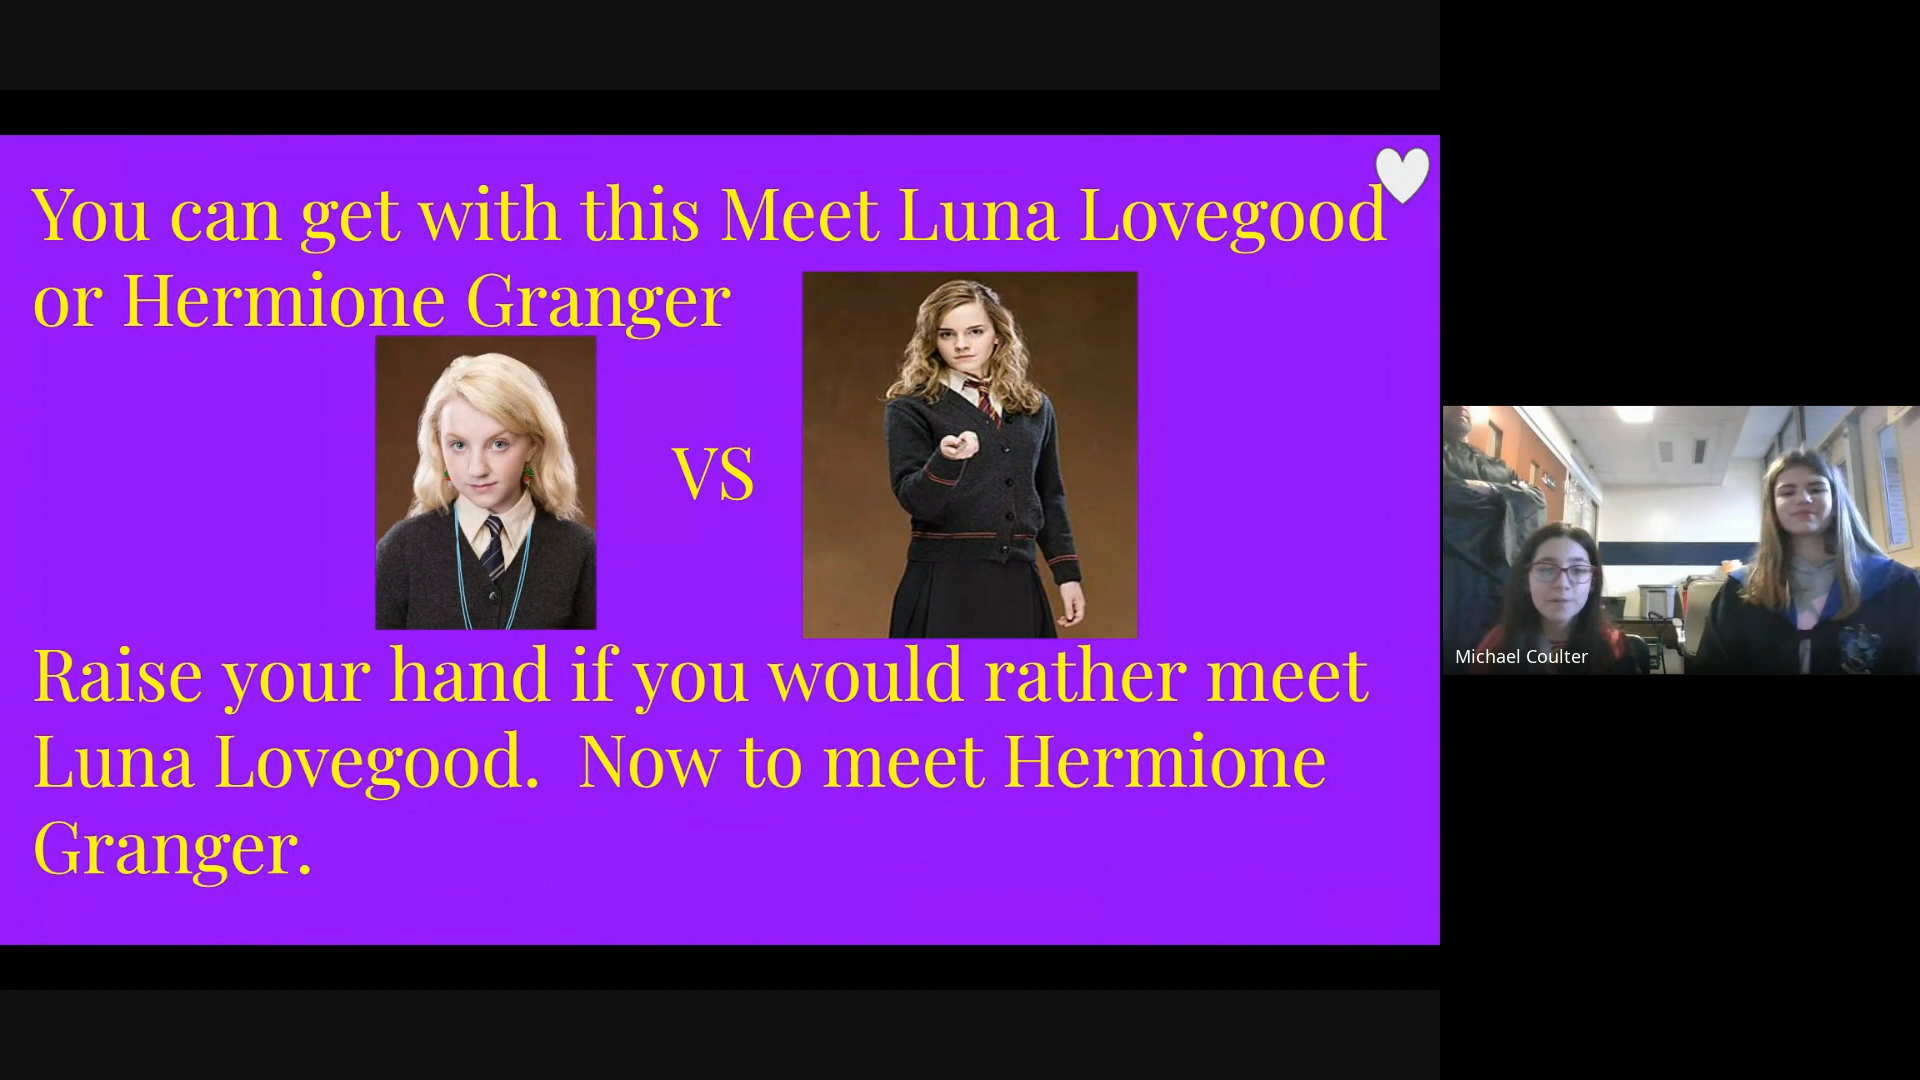 You can get with this Meet Luna Lovegood
or Hermione Granger
VS
Raise your hand if you would rather meet
Luna Lovegood.  Now to meet Hermione
Granger.
Michael Coulter